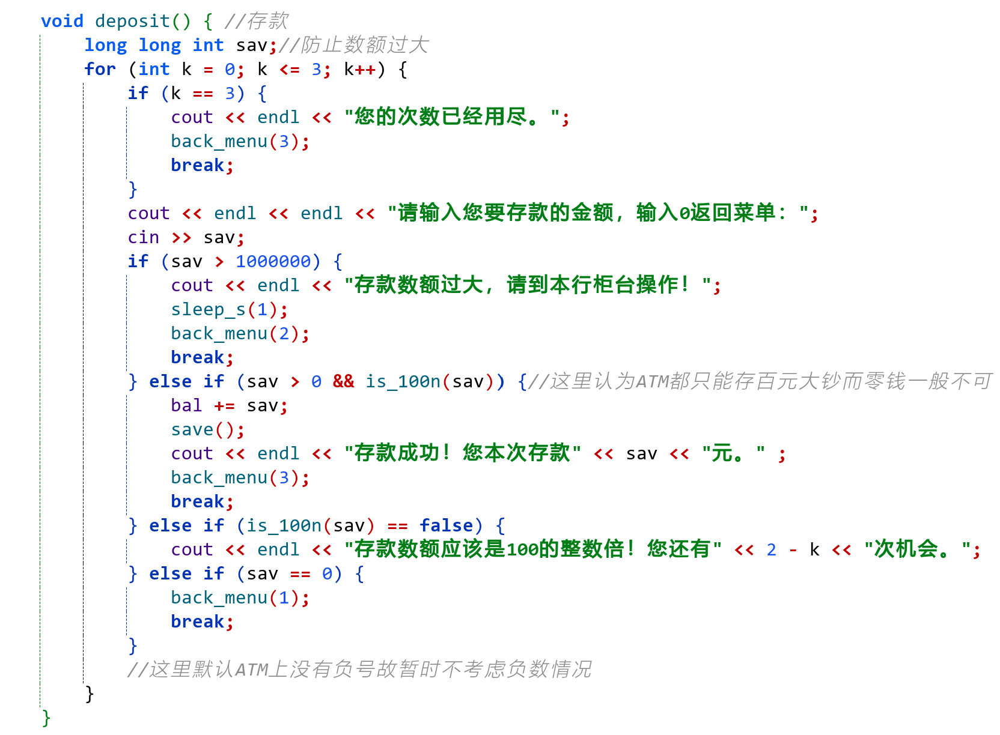 void deposit() { //存款
long long int sav;//防止数额过大
for (int k = 0; k <= 3; k++) {
if (k == 3) {
cout << endl << "您的次数已经用尽。";
back_menu(3);
break;
}
cout << endl << endl << "请输入您要存款的金额，输入0返回菜单：";
cin >> sav;
if (sav > 1000000) {
cout << endl << "存款数额过大，请到本行柜台操作！";
sleep_s(1);
back_menu(2);
break;
} else if (sav > 0 && is_100n(sav)) {//这里认为ATM都只能存百元大钞而零钱一般不可
bal += sav;
save();
cout << endl << "存款成功！您本次存款" << sav << "元。" ;
back_menu(3);
break;
} else if (is_100n(sav) == false) {
cout << endl << "存款数额应该是100的整数倍！您还有" << 2 - k << "次机会。";
} else if (sav == 0) {
back_menu(1);
break;
}
//这里默认ATM上没有负号故暂时不考虑负数情况
}
}